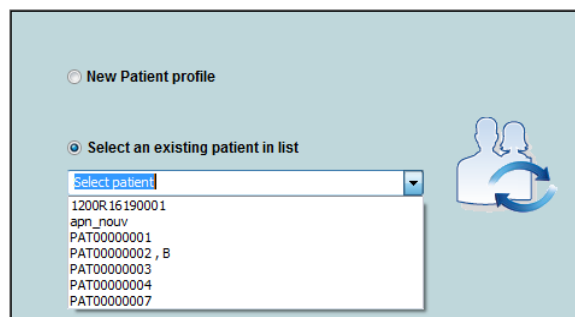 New Patient profile
Select an existing patient in list
Select patient
1200R16190001
apn_nouv
PAT00000001
PAT00000002 , B
PAT00000003
PAT00000004
PAT00000007